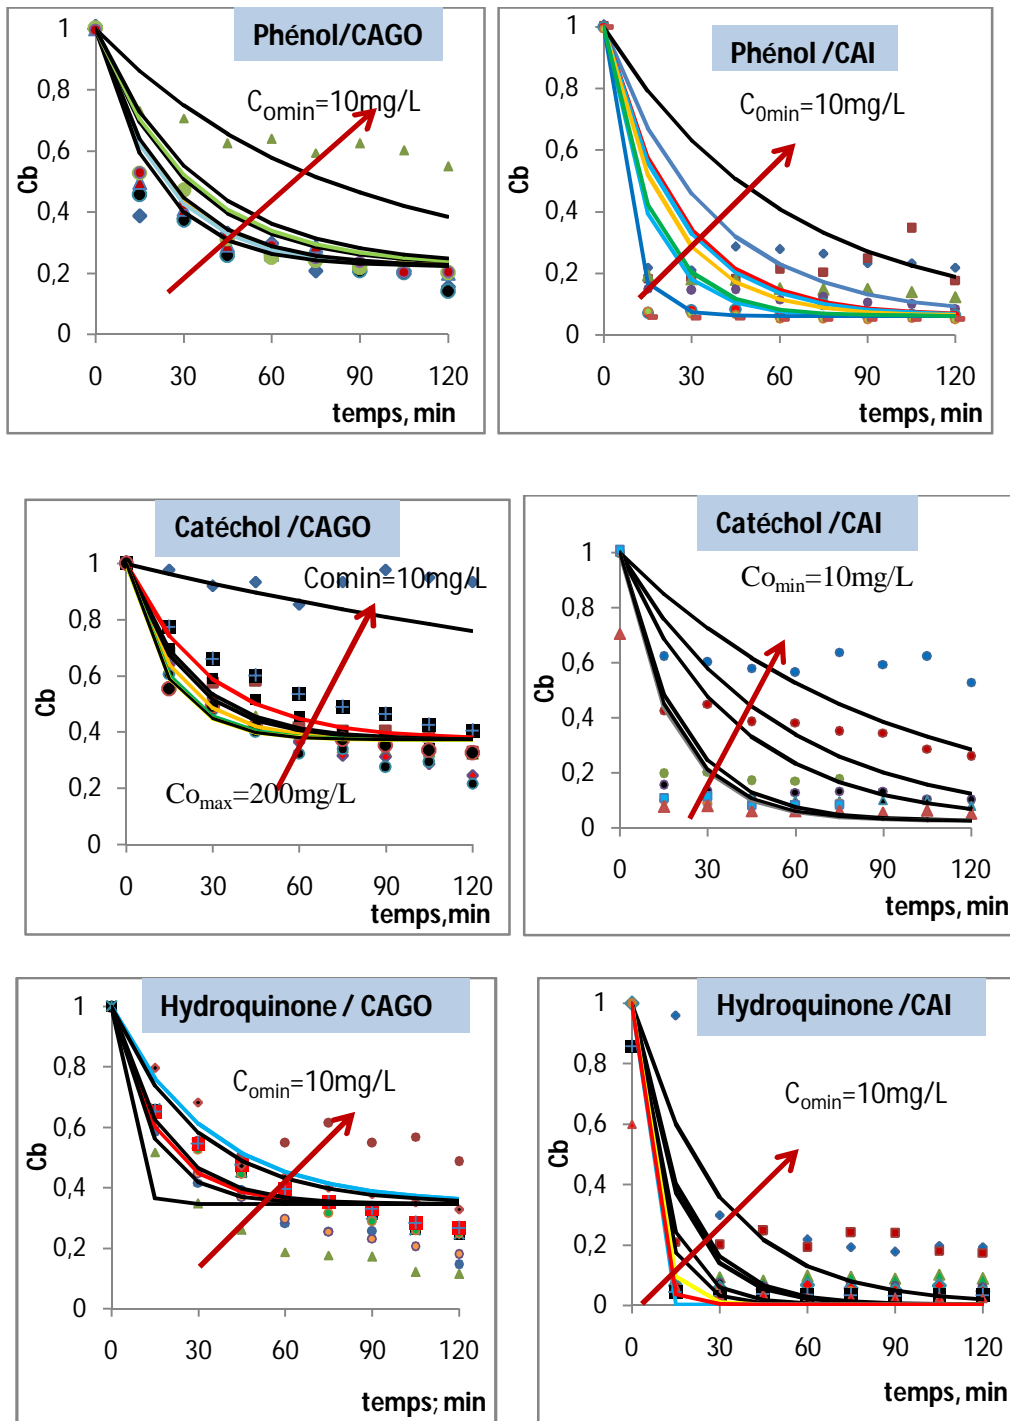 Phénol/CAGO
C0min=10mg/L
Cb
1
0,8
0,6
0,4
0,2
0
0 30 60 90 120
temps, min
Phénol /CAI
C0min=10mg/L
Cb
1
0,8
0,6
0,4
0,2
0
0 30 60 90 120
temps, min
Catéchol /CAGO
Comin=10mg/L
Comax=200mg/L
Cb
1
0,8
0,6
0,4
0,2
0
0 30 60 90 120
temps,min
Catéchol /CAI
Comin=10mg/L
Cb
1
0,8
0,6
0,4
0,2
0
0 30 60 90 120
temps, min
Hydroquinone / CAGO
Comin=10mg/L
Cb
1
0,8
0,6
0,4
0,2
0
0 30 60 90 120
temps; min
Hydroquinone /CAI
Comin=10mg/L
Cb
1
0,8
0,6
0,4
0,2
0
0 30 60 90 120
temps, min